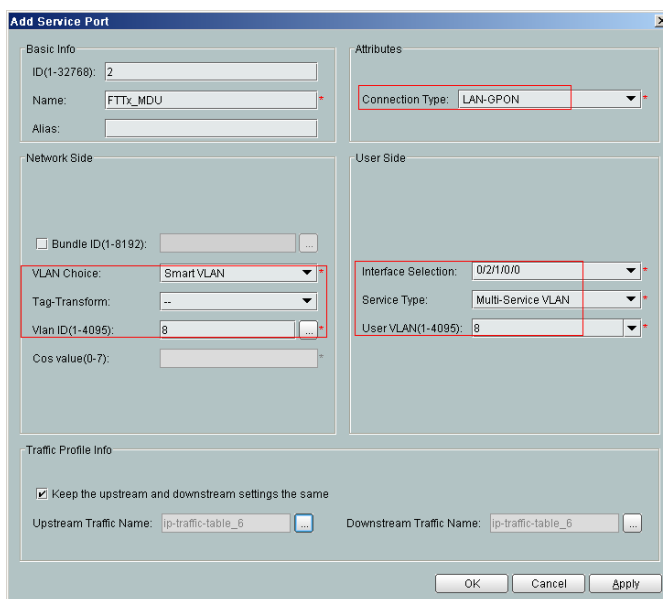 Add Service Port
Basic Info
ID(1-32768): 2
Name: FTTx_MDU *
Alias:
Attributes
Connection Type: LAN-GPON *
Network Side
Bundle ID(1-8192): ...
VLAN Choice: Smart VLAN *
Tag-Transform: --
Vlan ID(1-4095): 8 ... *
Cos value(0-7): *
User Side
Interface Selection: 0/2/1/0/0 *
Service Type: Multi-Service VLAN *
User VLAN(1-4095): 8 *
Traffic Profile Info
Keep the upstream and downstream settings the same
Upstream Traffic Name: ip-traffic-table_6 ... Downstream Traffic Name: ip-traffic-table_6 ...
OK Cancel Apply